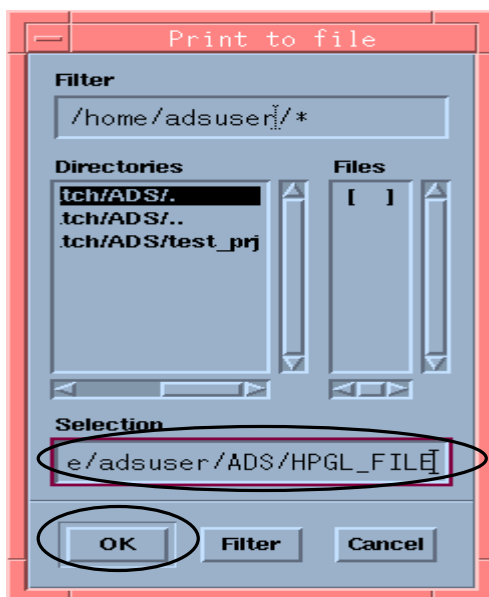 Print to file
Filter
/home/adsuser/*
Directories Files
tch/ADS/. [ ]
.tch/ADS/..
.tch/ADS/test_prj
Selection
e/adsuser/ADS/HPGL_FILE
OK Filter Cancel